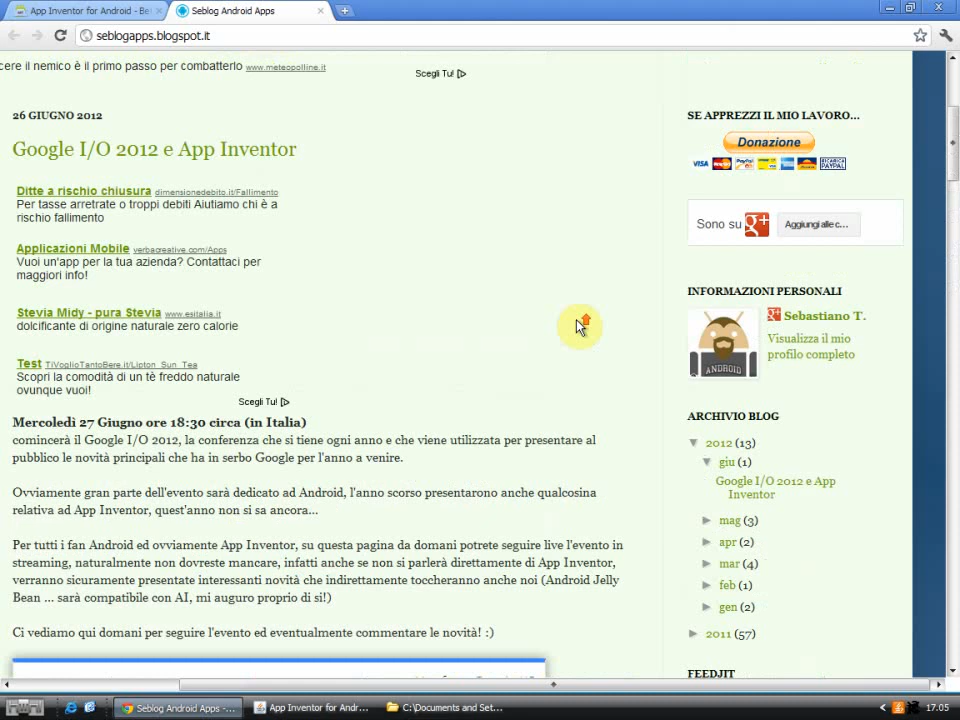 App Inventor for Android - Be
Seblog Android Apps
seblogapps.blogspot.it
cere il nemico è il primo passo per combatterlo www.meteopolline.it
Scegli Tu!
26 GIUGNO 2012
Google I/O 2012 e App Inventor
Ditte a rischio chiusura dimensionedebito.it/Fallimento
Per tasse arretrate o troppi debiti Aiutiamo chi è a
rischio fallimento
Applicazioni Mobile verbacreative.com/Apps
Vuoi un'app per la tua azienda? Contattaci per
maggiori info!
Stevia Midy - pura Stevia www.esitalia.it
dolcificante di origine naturale zero calorie
Test TiVoglioTantoBere.it/Lipton_Sun_Tea
Scopri la comodità di un tè freddo naturale
ovunque vuoi!
Scegli Tu!
Mercoledì 27 Giugno ore 18:30 circa (in Italia)
comincerà il Google I/O 2012, la conferenza che si tiene ogni anno e che viene utilizzata per presentare al
pubblico le novità principali che ha in serbo Google per l'anno a venire.
Ovviamente gran parte dell'evento sarà dedicato ad Android, l'anno scorso presentarono anche qualcosina
relativa ad App Inventor, quest'anno non si sa ancora...
Per tutti i fan Android ed ovviamente App Inventor, su questa pagina da domani potrete seguire live l'evento in
streaming, naturalmente non dovreste mancare, infatti anche se non si parlerà direttamente di App Inventor,
verranno sicuramente presentate interessanti novità che indirettamente toccheranno anche noi (Android Jelly
Bean ... sarà compatibile con AI, mi auguro proprio di si!)
Ci vediamo qui domani per seguire l'evento ed eventualmente commentare le novità! :)
SE APPREZZI IL MIO LAVORO...
Donazione
VISA PayPal RICARICA PAYPAL
Sono su g+ Aggiungi alle c...
INFORMAZIONI PERSONALI
ANDROID
Sebastiano T.
Visualizza il mio
profilo completo
ARCHIVIO BLOG
▼ 2012 (13)
▼ giu (1)
Google I/O 2012 e App
Inventor
► mag (3)
► apr (2)
► mar (4)
► feb (1)
► gen (2)
► 2011 (57)
FEEDJIT
Seblog Android Apps -...
App Inventor for Andr...
C:\Documents and Set...
17.05